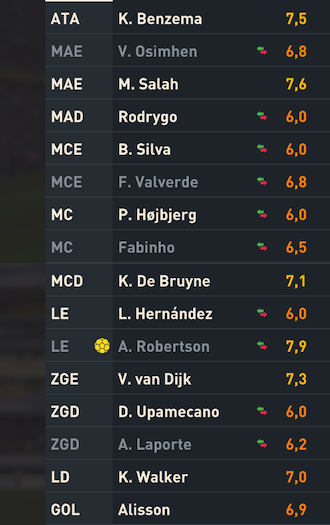 ATA K. Benzema 7,5
MAE V. Osimhen 6,8
MAE M. Salah 7,6
MAD Rodrygo 6,0
MCE B. Silva 6,0
MCE F. Valverde 6,8
MC P. Højbjerg 6,0
MC Fabinho 6,5
MCD K. De Bruyne 7,1
LE L. Hernández 6,0
LE A. Robertson 7,9
ZGE V. van Dijk 7,3
ZGD D. Upamecano 6,0
ZGD A. Laporte 6,2
LD K. Walker 7,0
GOL Alisson 6,9